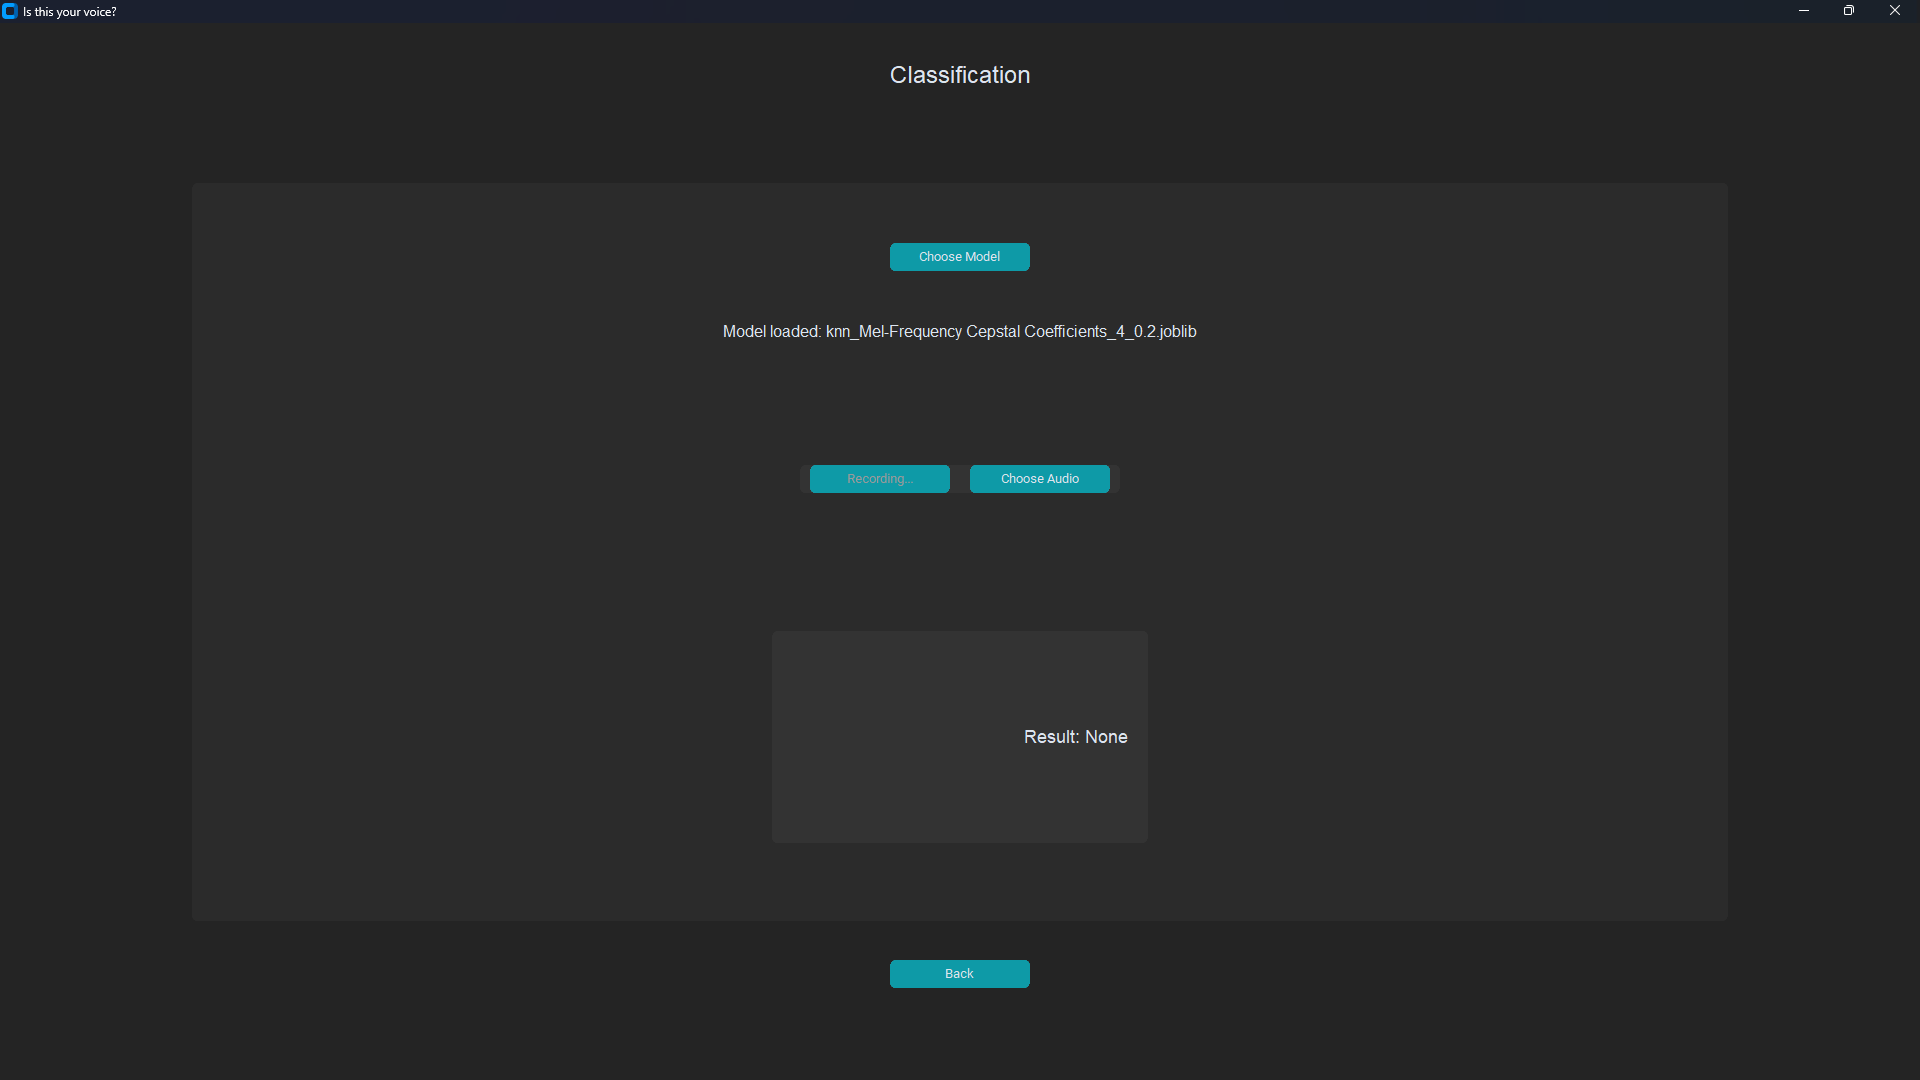 Is this your voice?
Classification
Choose Model
Model loaded: knn_Mel-Frequency Cepstal Coefficients_4_0.2.joblib
Recording...
Choose Audio
Result: None
Back